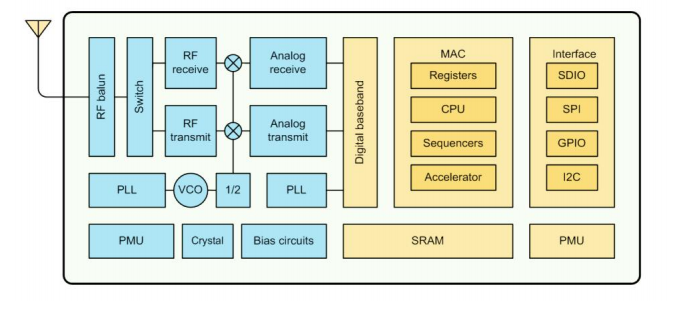 RF balun
Switch
RF
receive
Analog
receive
RF
transmit
Analog
transmit
Digital baseband
MAC
Registers
CPU
Sequencers
Accelerator
Interface
SDIO
SPI
GPIO
I2C
PLL
VCO
1/2
PLL
PMU
Crystal
Bias circuits
SRAM
PMU